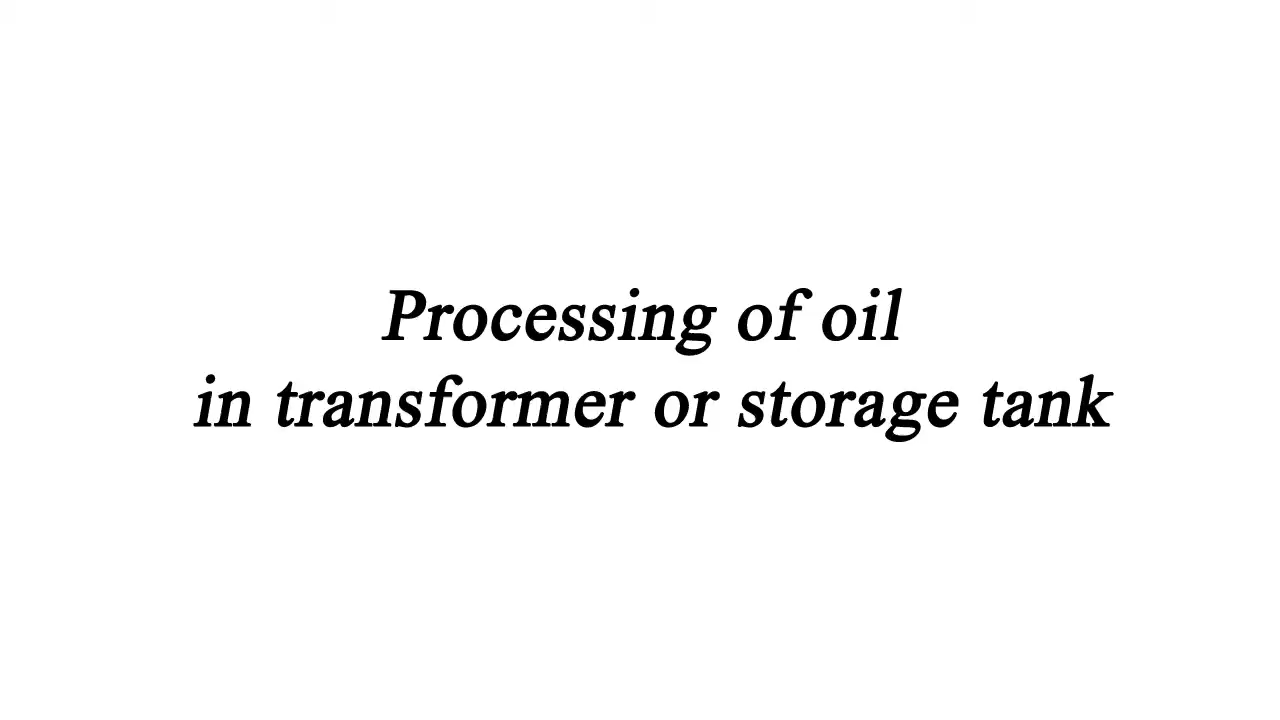 Processing of oil
in transformer or storage tank